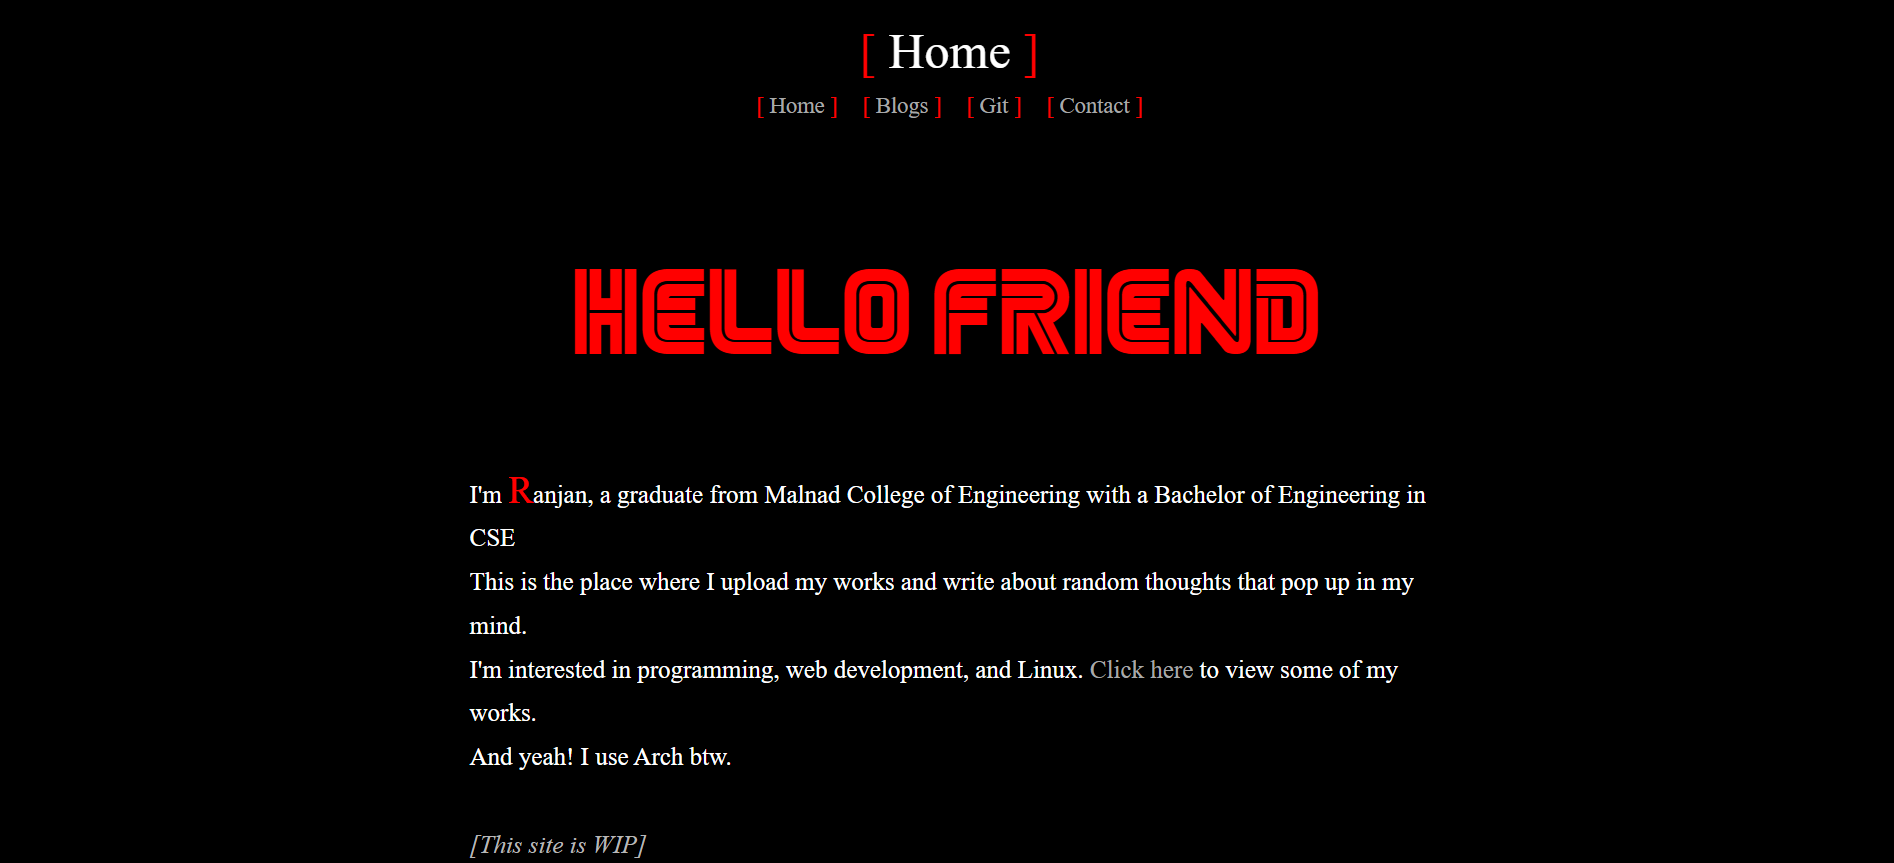 [ Home ]
[ Home ] [ Blogs ] [ Git ] [ Contact ]
HELLO FRIEND
I'm Ranjan, a graduate from Malnad College of Engineering with a Bachelor of Engineering in
CSE
This is the place where I upload my works and write about random thoughts that pop up in my
mind.
I'm interested in programming, web development, and Linux. Click here to view some of my
works.
And yeah! I use Arch btw.
[This site is WIP]